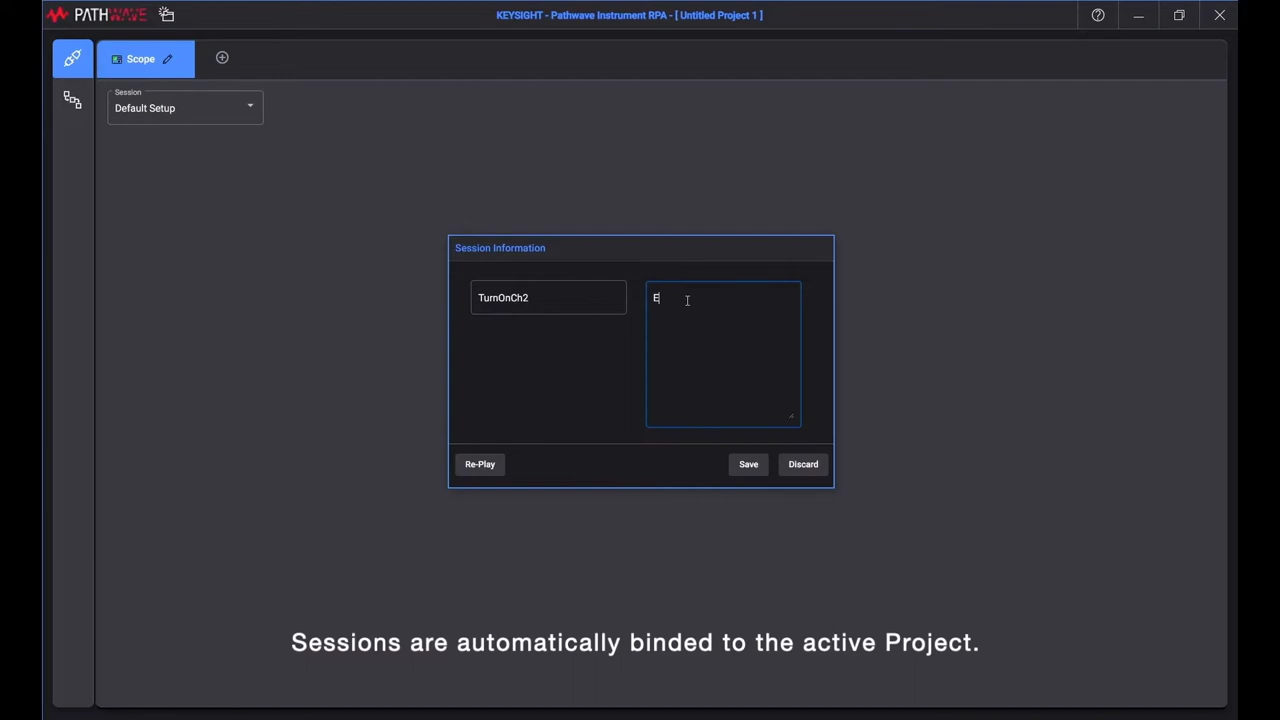 PATHWAVE
KEYSIGHT - Pathwave Instrument RPA - [ Untitled Project 1 ]
Scope
Session
Default Setup
Session Information
TurnOnCh2
E
Re-Play
Save
Discard
Sessions are automatically binded to the active Project.